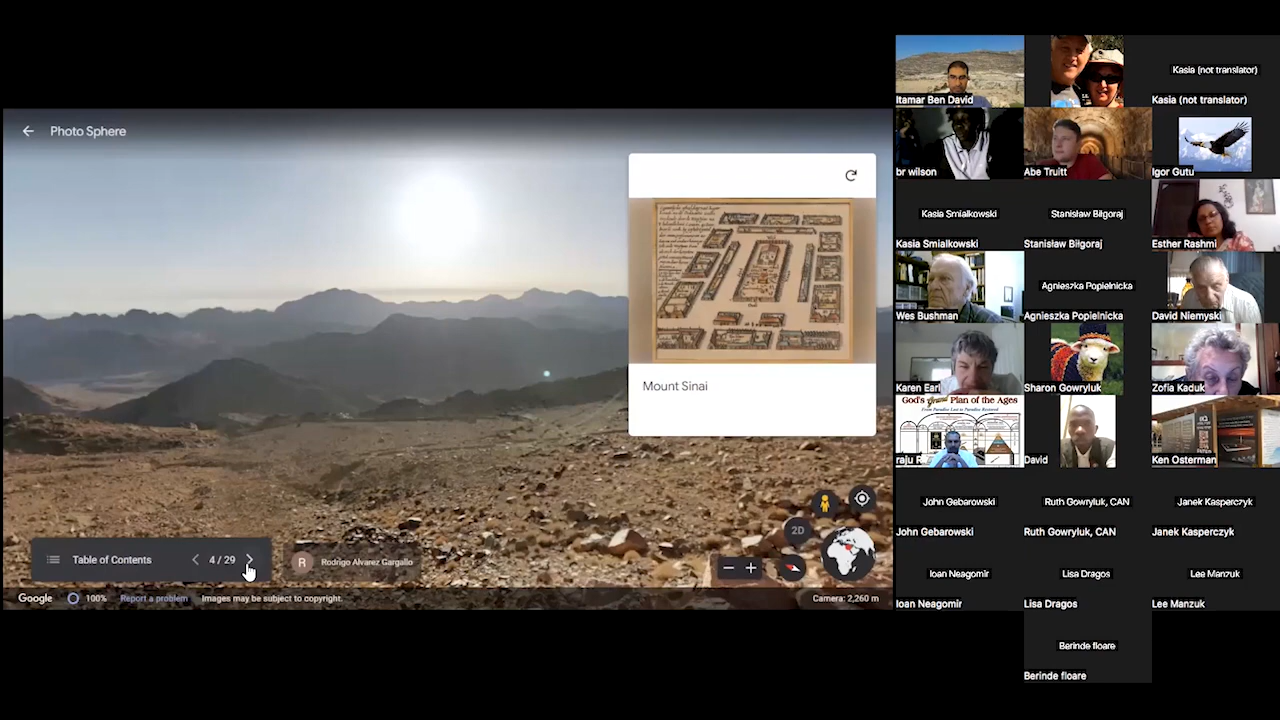 Photo Sphere
Mount Sinai
Table of Contents
4 / 29
R
Rodrigo Alvarez Gargallo
2D
Google
100%
Report a problem
Images may be subject to copyright.
Camera: 2,260 m
Itamar Ben David
Kasia (not translator)
Kasia (not translator)
br wilson
Abe Truitt
Igor Gutu
Kasia Smialkowski
Kasia Smialkowski
Stanisław Biłgoraj
Stanisław Biłgoraj
Esther Rashmi
Wes Bushman
Agnieszka Popielnicka
Agnieszka Popielnicka
David Niemyski
Karen Earl
Sharon Gowryluk
Zofia Kaduk
God's Grand Plan of the Ages
From Paradise Lost to Paradise Restored
raju R
David
Ken Osterman
John Gebarowski
John Gebarowski
Ruth Gowryluk, CAN
Ruth Gowryluk, CAN
Janek Kasperczyk
Janek Kasperczyk
Ioan Neagomir
Ioan Neagomir
Lisa Dragos
Lisa Dragos
Lee Manzuk
Lee Manzuk
Berinde floare
Berinde floare